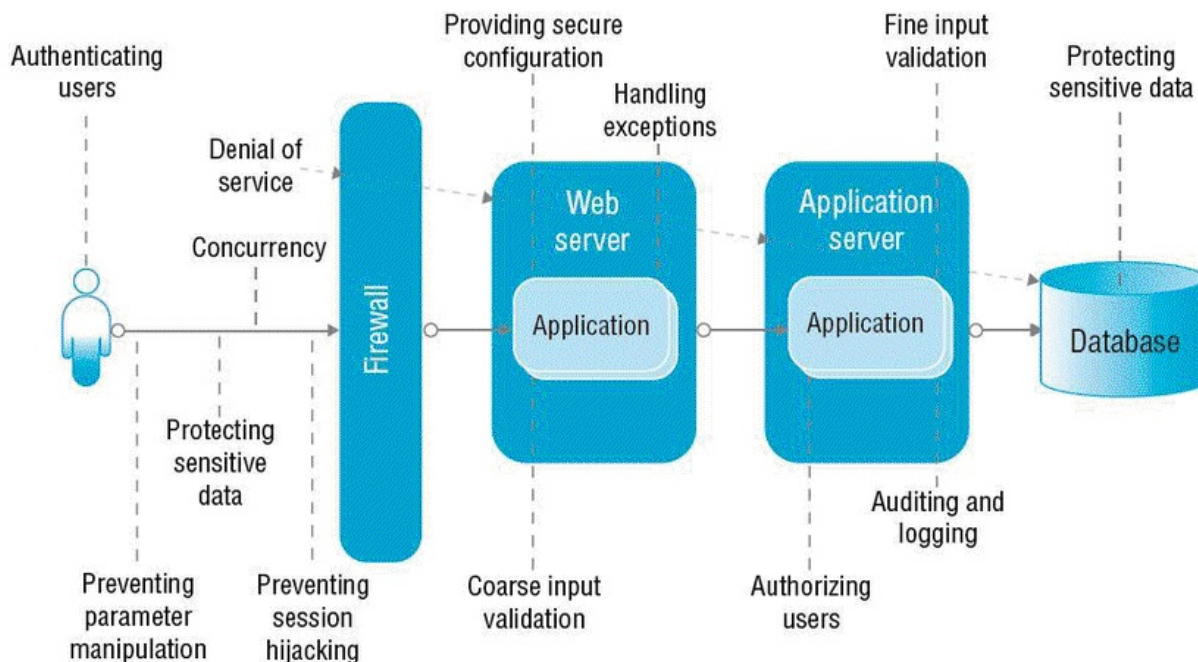 Authenticating
users
Providing secure
configuration
Fine input
validation
Protecting
sensitive data
Handling
exceptions
Denial of
service
Concurrency
Firewall
Web
server
Application
Application
server
Application
Database
Protecting
sensitive
data
Auditing and
logging
Preventing
parameter
manipulation
Preventing
session
hijacking
Coarse input
validation
Authorizing
users